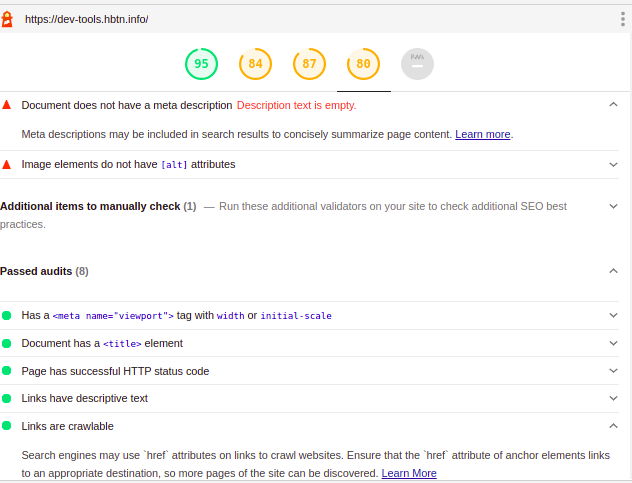 https://dev-tools.hbtn.info/
95 84 87 80 PWA
Document does not have a meta description Description text is empty.
Meta descriptions may be included in search results to concisely summarize page content. Learn more.
Image elements do not have [alt] attributes
Additional items to manually check (1) — Run these additional validators on your site to check additional SEO best
practices.
Passed audits (8)
Has a <meta name="viewport"> tag with width or initial-scale
Document has a <title> element
Page has successful HTTP status code
Links have descriptive text
Links are crawlable
Search engines may use `href` attributes on links to crawl websites. Ensure that the `href` attribute of anchor elements links
to an appropriate destination, so more pages of the site can be discovered. Learn More